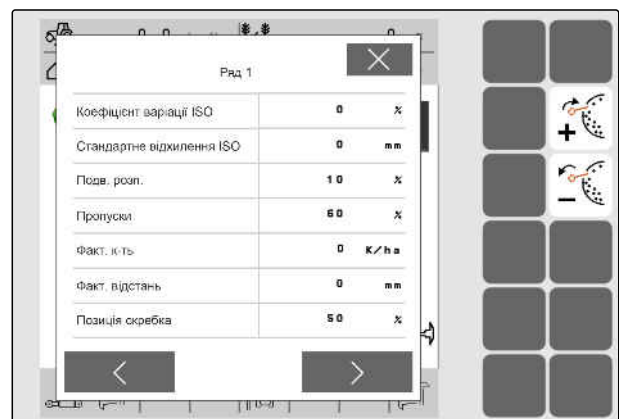 Ряд 1
Коефіцієнт варіації ISO 0 %
Стандартне відхилення ISO 0 mm
Подв. розп. 10 %
Пропуски 60 %
Факт. к-ть 0 K/ha
Факт. відстань 0 mm
Позиція скребка 50 %